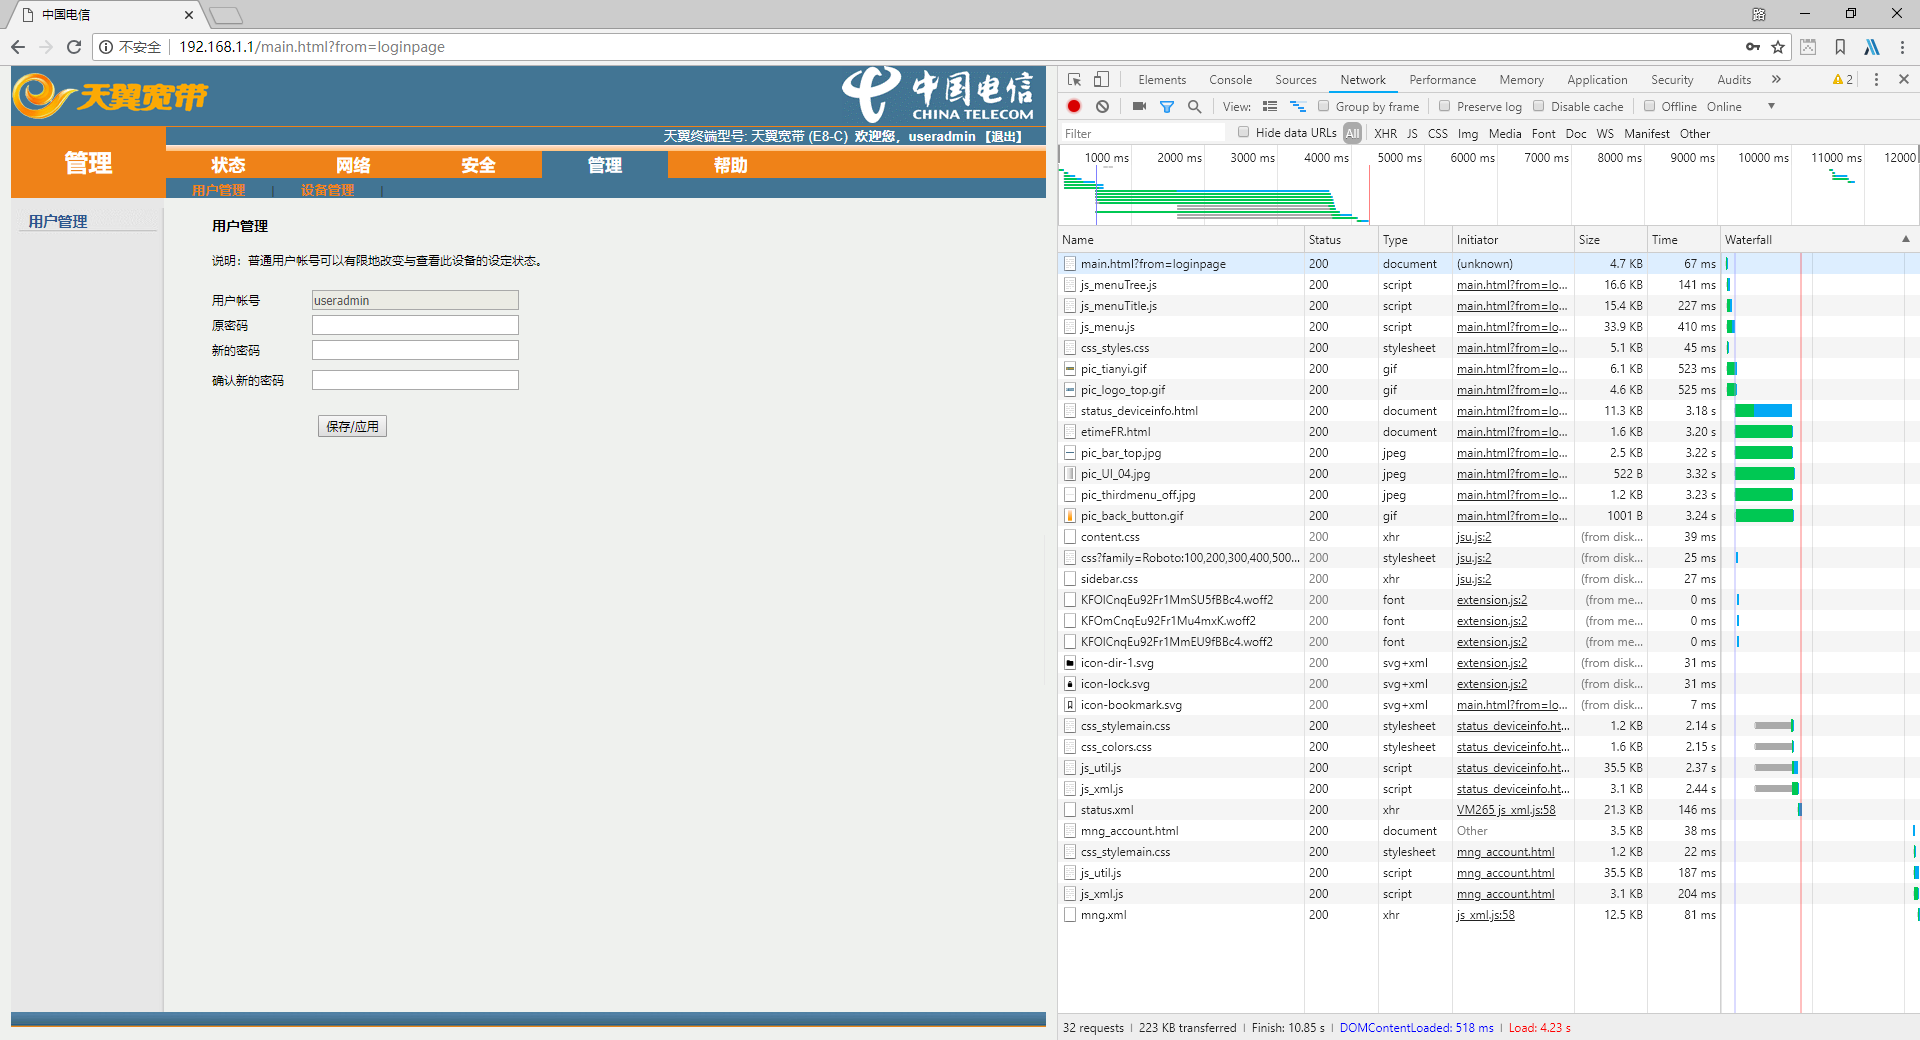 中国电信
路
不安全 192.168.1.1/main.html?from=loginpage
天翼宽带
中国电信
CHINA TELECOM
天翼终端型号: 天翼宽带 (E8-C) 欢迎您，useradmin 【退出】
管理
状态 网络 安全 管理 帮助
用户管理 | 设备管理 |
用户管理
用户管理
说明：普通用户帐号可以有限地改变与查看此设备的设定状态。
用户帐号 useradmin
原密码
新的密码
确认新的密码
保存/应用
Elements Console Sources Network Performance Memory Application Security Audits » 2
View: Group by frame Preserve log Disable cache Offline Online
Filter Hide data URLs All XHR JS CSS Img Media Font Doc WS Manifest Other
1000 ms 2000 ms 3000 ms 4000 ms 5000 ms 6000 ms 7000 ms 8000 ms 9000 ms 10000 ms 11000 ms 12000
Name Status Type Initiator Size Time Waterfall
main.html?from=loginpage 200 document (unknown) 4.7 KB 67 ms
js_menuTree.js 200 script main.html?from=lo... 16.6 KB 141 ms
js_menuTitle.js 200 script main.html?from=lo... 15.4 KB 227 ms
js_menu.js 200 script main.html?from=lo... 33.9 KB 410 ms
css_styles.css 200 stylesheet main.html?from=lo... 5.1 KB 45 ms
pic_tianyi.gif 200 gif main.html?from=lo... 6.1 KB 523 ms
pic_logo_top.gif 200 gif main.html?from=lo... 4.6 KB 525 ms
status_deviceinfo.html 200 document main.html?from=lo... 11.3 KB 3.18 s
etimeFR.html 200 document main.html?from=lo... 1.6 KB 3.20 s
pic_bar_top.jpg 200 jpeg main.html?from=lo... 2.5 KB 3.22 s
pic_UI_04.jpg 200 jpeg main.html?from=lo... 522 B 3.32 s
pic_thirdmenu_off.jpg 200 jpeg main.html?from=lo... 1.2 KB 3.23 s
pic_back_button.gif 200 gif main.html?from=lo... 1001 B 3.24 s
content.css 200 xhr jsu.js:2 (from disk... 39 ms
css?family=Roboto:100,200,300,400,500... 200 stylesheet jsu.js:2 (from disk... 25 ms
sidebar.css 200 xhr jsu.js:2 (from disk... 27 ms
KFOlCnqEu92Fr1MmSU5fBBc4.woff2 200 font extension.js:2 (from me... 0 ms
KFOmCnqEu92Fr1Mu4mxK.woff2 200 font extension.js:2 (from me... 0 ms
KFOlCnqEu92Fr1MmEU9fBBc4.woff2 200 font extension.js:2 (from me... 0 ms
icon-dir-1.svg 200 svg+xml extension.js:2 (from disk... 31 ms
icon-lock.svg 200 svg+xml extension.js:2 (from disk... 31 ms
icon-bookmark.svg 200 svg+xml main.html?from=lo... (from disk... 7 ms
css_stylemain.css 200 stylesheet status_deviceinfo.ht... 1.2 KB 2.14 s
css_colors.css 200 stylesheet status_deviceinfo.ht... 1.6 KB 2.15 s
js_util.js 200 script status_deviceinfo.ht... 35.5 KB 2.37 s
js_xml.js 200 script status_deviceinfo.ht... 3.1 KB 2.44 s
status.xml 200 xhr VM265 js_xml.js:58 21.3 KB 146 ms
mng_account.html 200 document Other 3.5 KB 38 ms
css_stylemain.css 200 stylesheet mng_account.html 1.2 KB 22 ms
js_util.js 200 script mng_account.html 35.5 KB 187 ms
js_xml.js 200 script mng_account.html 3.1 KB 204 ms
mng.xml 200 xhr js_xml.js:58 12.5 KB 81 ms
32 requests | 223 KB transferred | Finish: 10.85 s | DOMContentLoaded: 518 ms | Load: 4.23 s